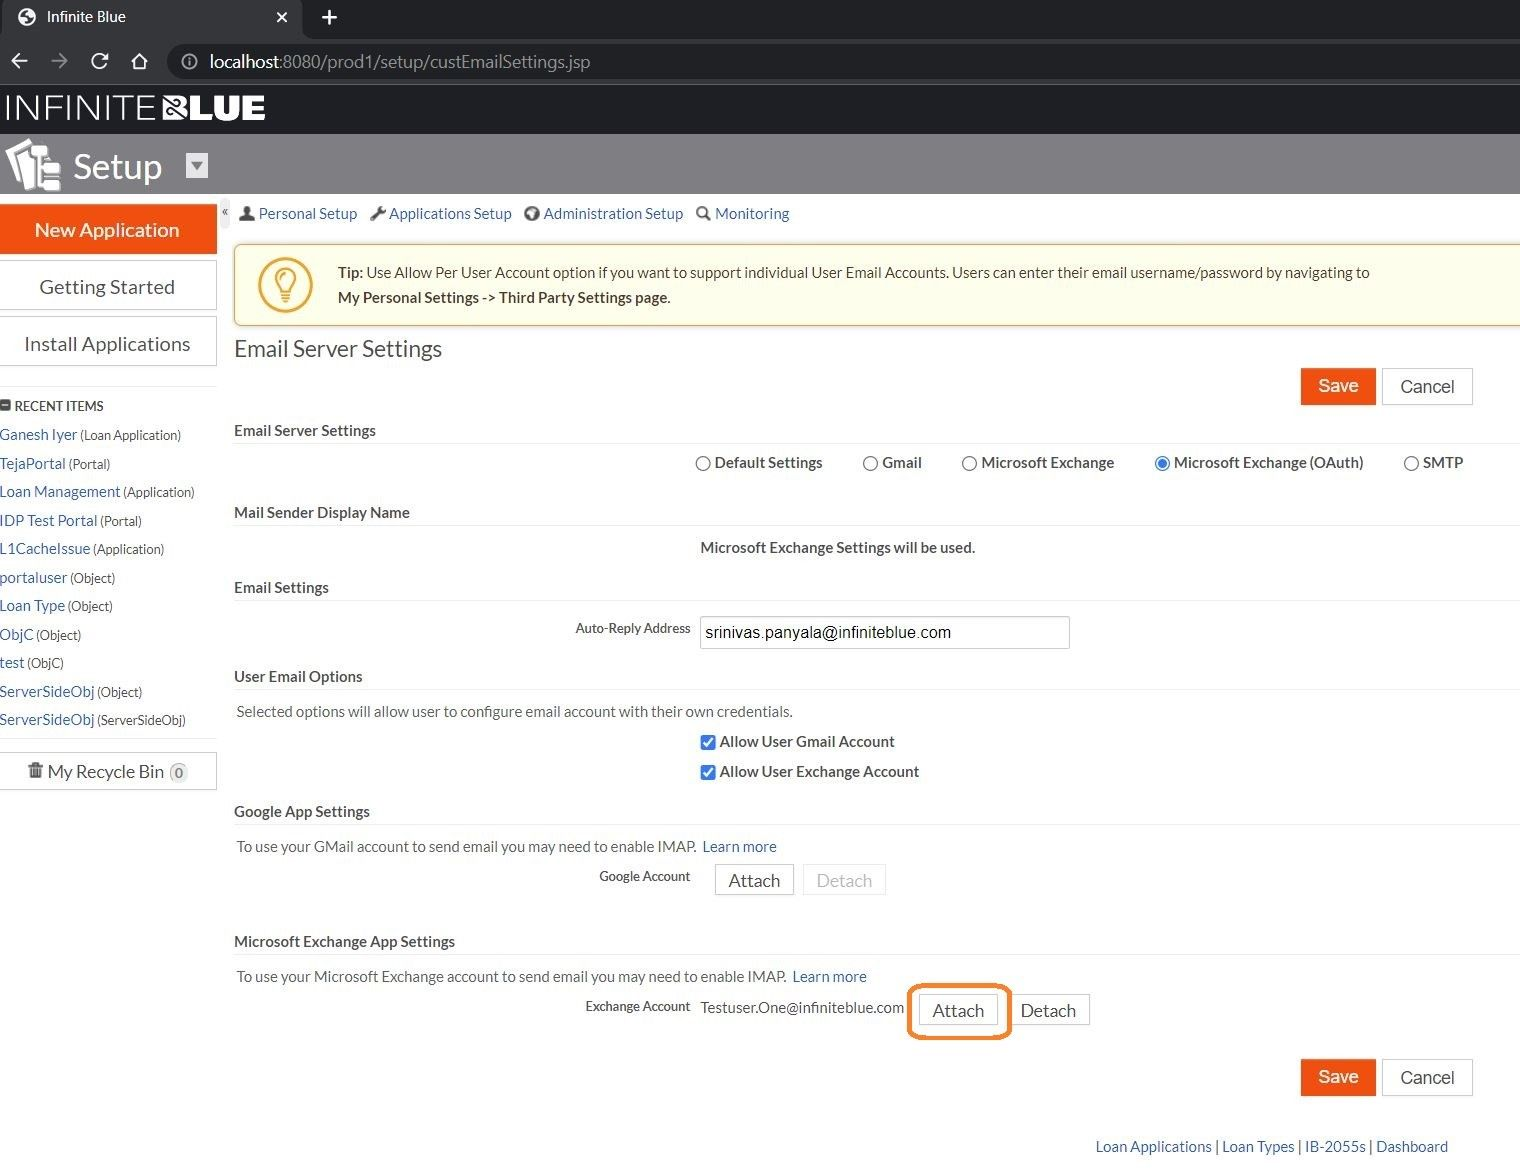 Infinite Blue
localhost:8080/prod1/setup/custEmailSettings.jsp
INFINITE BLUE
Setup
New Application
Getting Started
Install Applications
RECENT ITEMS
Ganesh Iyer (Loan Application)
TejaPortal (Portal)
Loan Management (Application)
IDP Test Portal (Portal)
L1CacheIssue (Application)
portaluser (Object)
Loan Type (Object)
ObjC (Object)
test (ObjC)
ServerSideObj (Object)
ServerSideObj (ServerSideObj)
My Recycle Bin 0
« Personal Setup Applications Setup Administration Setup Monitoring
Tip: Use Allow Per User Account option if you want to support individual User Email Accounts. Users can enter their email username/password by navigating to
My Personal Settings -> Third Party Settings page.
Email Server Settings
Save Cancel
Email Server Settings
Default Settings Gmail Microsoft Exchange Microsoft Exchange (OAuth) SMTP
Mail Sender Display Name
Microsoft Exchange Settings will be used.
Email Settings
Auto-Reply Address srinivas.panyala@infiniteblue.com
User Email Options
Selected options will allow user to configure email account with their own credentials.
Allow User Gmail Account
Allow User Exchange Account
Google App Settings
To use your GMail account to send email you may need to enable IMAP. Learn more
Google Account Attach Detach
Microsoft Exchange App Settings
To use your Microsoft Exchange account to send email you may need to enable IMAP. Learn more
Exchange Account Testuser.One@infiniteblue.com Attach Detach
Save Cancel
Loan Applications | Loan Types | IB-2055s | Dashboard